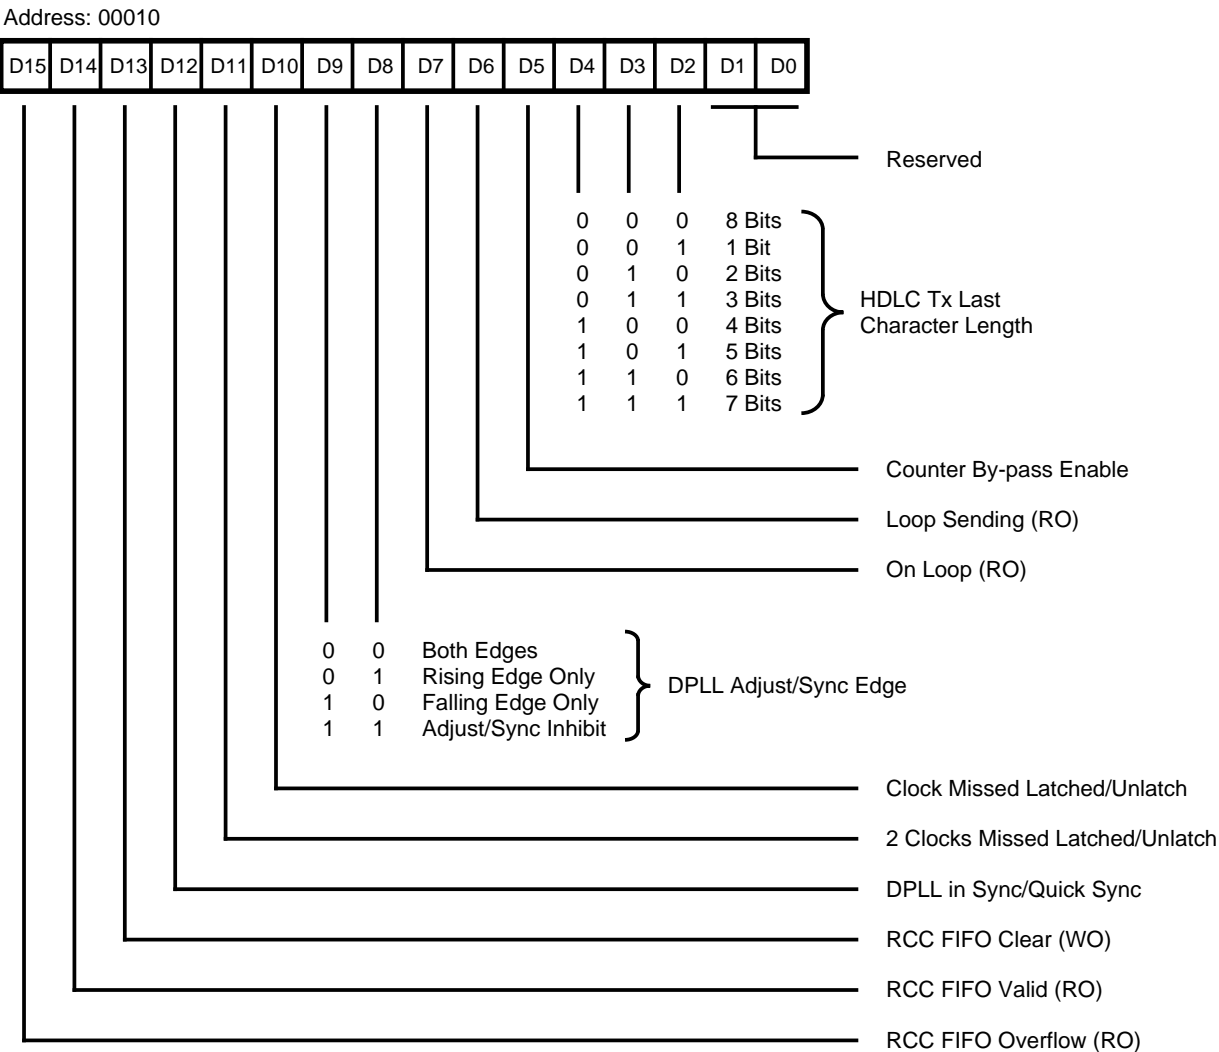 Address: 00010
D15 D14 D13 D12 D11 D10 D9 D8 D7 D6 D5 D4 D3 D2 D1 D0
Reserved
0 0 0 8 Bits
0 0 1 1 Bit
0 1 0 2 Bits
0 1 1 3 Bits
1 0 0 4 Bits
1 0 1 5 Bits
1 1 0 6 Bits
1 1 1 7 Bits
HDLC Tx Last
Character Length
Counter By-pass Enable
Loop Sending (RO)
On Loop (RO)
0 0 Both Edges
0 1 Rising Edge Only
1 0 Falling Edge Only
1 1 Adjust/Sync Inhibit
DPLL Adjust/Sync Edge
Clock Missed Latched/Unlatch
2 Clocks Missed Latched/Unlatch
DPLL in Sync/Quick Sync
RCC FIFO Clear (WO)
RCC FIFO Valid (RO)
RCC FIFO Overflow (RO)